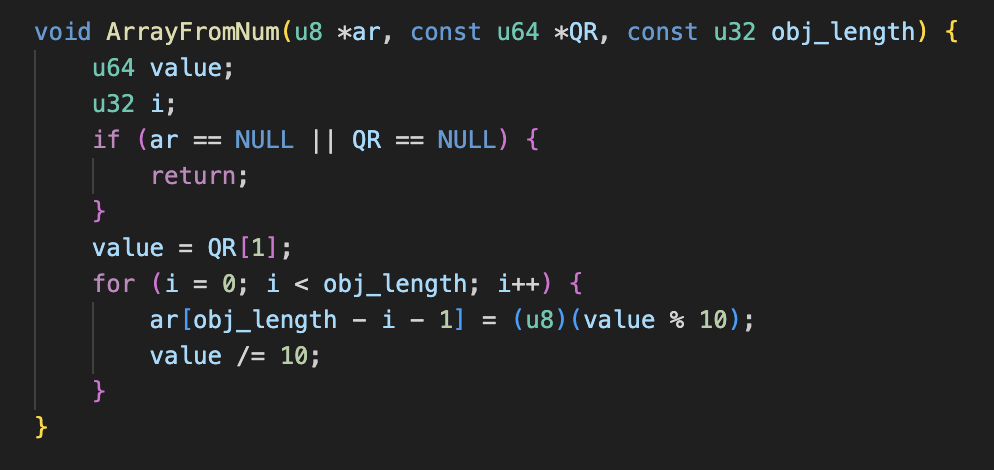 void ArrayFromNum(u8 *ar, const u64 *QR, const u32 obj_length) {
    u64 value;
    u32 i;
    if (ar == NULL || QR == NULL) {
        return;
    }
    value = QR[1];
    for (i = 0; i < obj_length; i++) {
        ar[obj_length - i - 1] = (u8)(value % 10);
        value /= 10;
    }
}